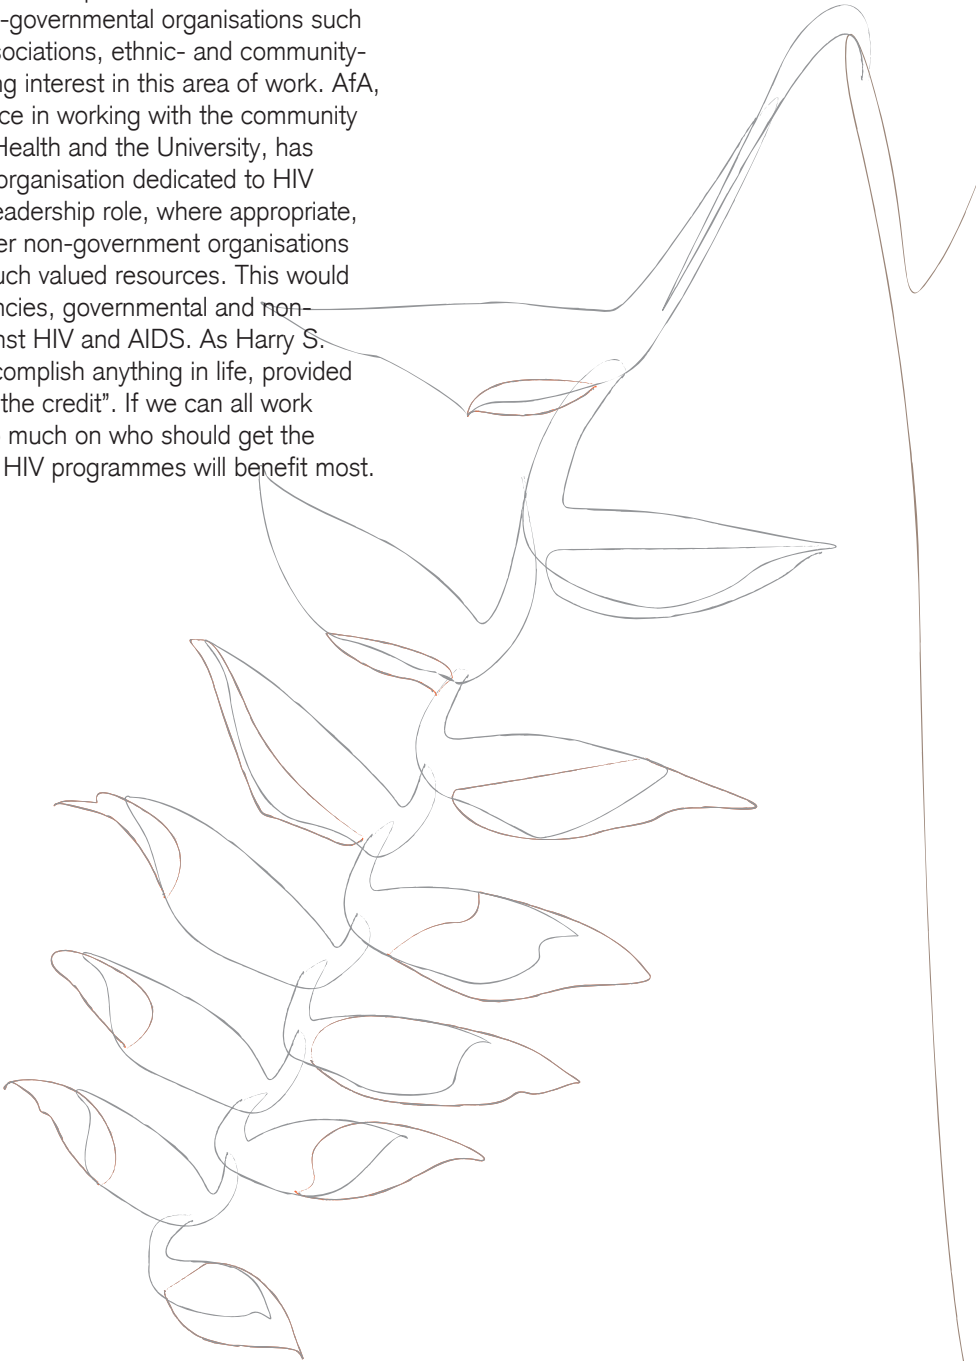 -governmental organisations such
sociations, ethnic- and community-
ng interest in this area of work. AfA,
ce in working with the community
Health and the University, has
organisation dedicated to HIV
eadership role, where appropriate,
er non-government organisations
uch valued resources. This would
ncies, governmental and non-
nst HIV and AIDS. As Harry S.
complish anything in life, provided
the credit”. If we can all work
much on who should get the
HIV programmes will benefit most.